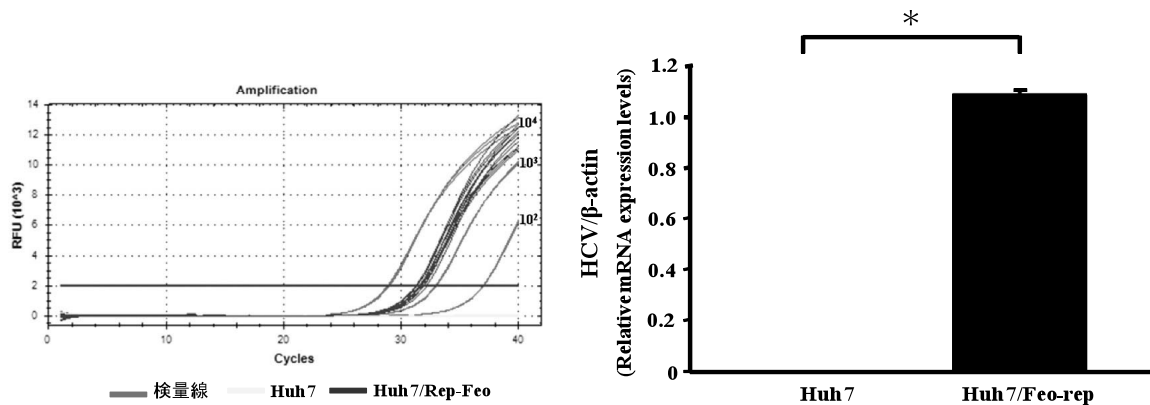 Amplification
RFU (10^3)
14
12
10
8
6
4
2
0
10⁴
10³
10²
0
10
20
30
40
Cycles
検量線
Huh7
Huh7/Rep-Feo
*
HCV/β-actin
(Relative mRNA expression levels)
1.2
1.0
0.8
0.6
0.4
0.2
0
Huh7
Huh7/Feo-rep